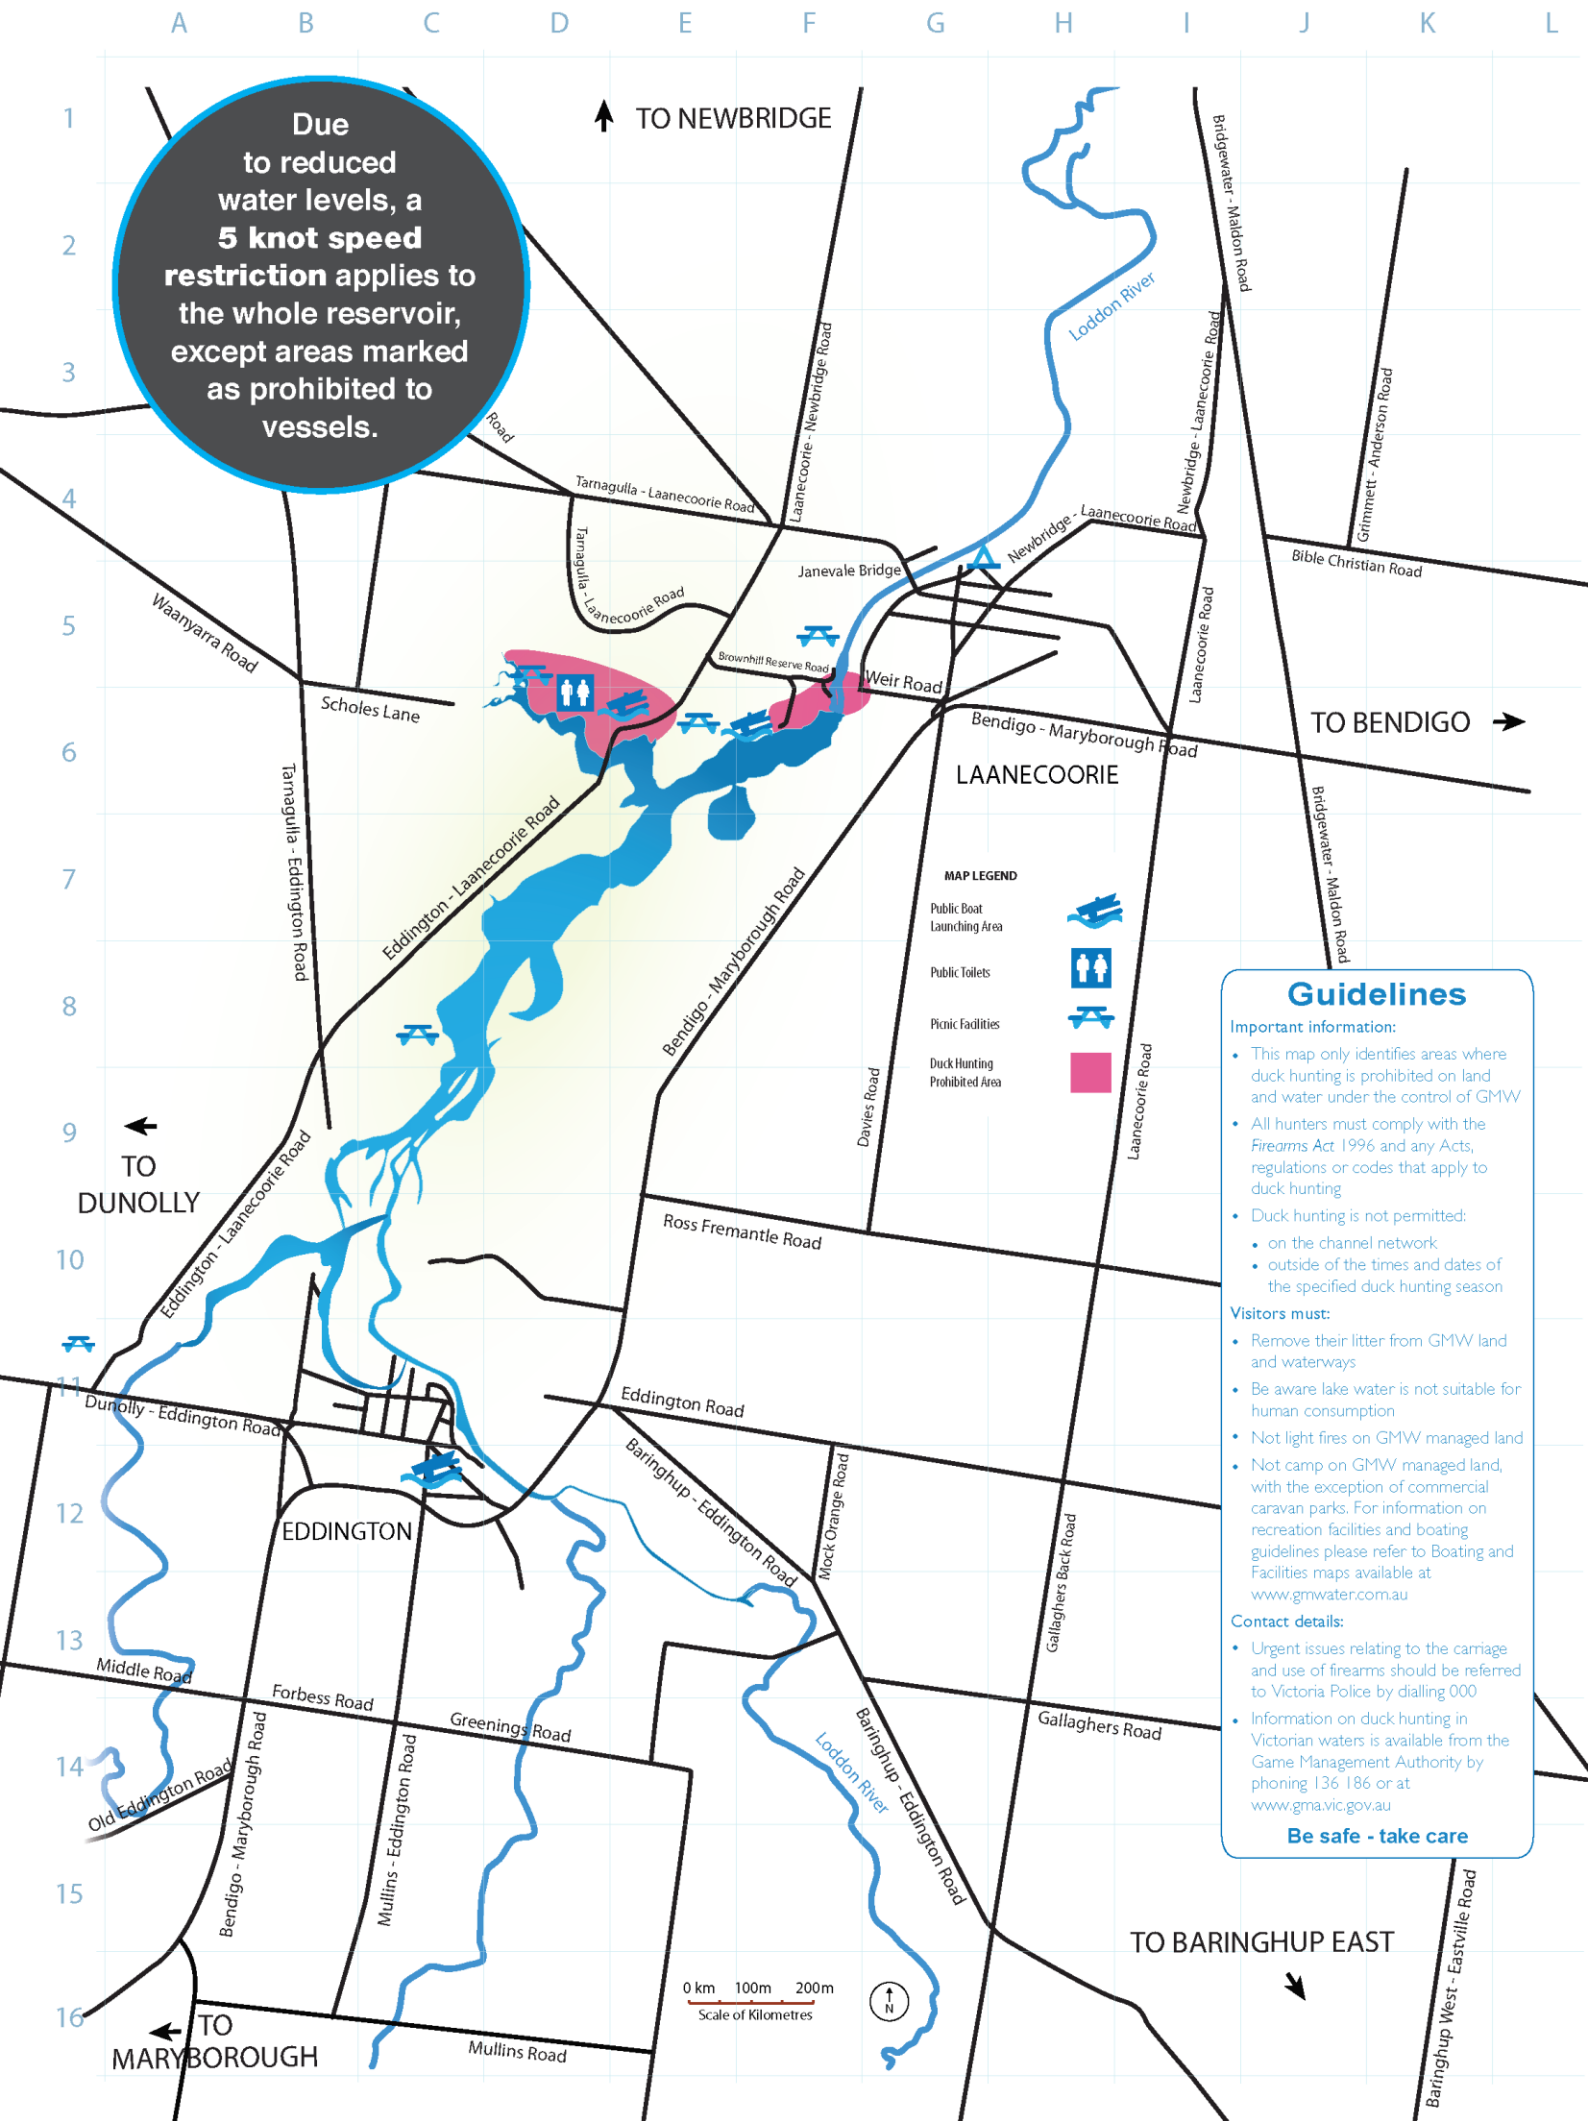 A B C D E F G H I J K L
1
2
3
4
5
6
7
8
9
10
11
12
13
14
15
16
Due
to reduced
water levels, a
5 knot speed
restriction applies to
the whole reservoir,
except areas marked
as prohibited to
vessels.
TO NEWBRIDGE
Bridgewater - Maldon Road
Loddon River
Laanecoorie - Newbridge Road
Newbridge - Laanecoorie Road
Grimmett - Anderson Road
Road
Tarnagulla - Laanecoorie Road
Newbridge - Laanecoorie Road
Bible Christian Road
Janevale Bridge
Tarnagulla - Laanecoorie Road
Waanyarra Road
Laanecoorie Road
Brownhill Reserve Road
Weir Road
Scholes Lane
Bendigo - Maryborough Road
TO BENDIGO
LAANECOORIE
Tarnagulla - Eddington Road
Eddington - Laanecoorie Road
Bendigo - Maryborough Road
Bridgewater - Maldon Road
MAP LEGEND
Public Boat
Launching Area
Public Toilets
Picnic Facilities
Duck Hunting
Prohibited Area
Davies Road
Laanecoorie Road
TO
DUNOLLY
Eddington - Laanecoorie Road
Ross Fremantle Road
Dunolly - Eddington Road
Eddington Road
Baringhup - Eddington Road
Mock Orange Road
EDDINGTON
Gallaghers Back Road
Middle Road
Forbess Road
Greenings Road
Gallaghers Road
Old Eddington Road
Bendigo - Maryborough Road
Mullins - Eddington Road
Loddon River
Baringhup - Eddington Road
TO BARINGHUP EAST
Baringhup West - Eastville Road
0 km 100m 200m
Scale of Kilometres
N
TO
MARYBOROUGH
Mullins Road
Guidelines
Important information:
• This map only identifies areas where
duck hunting is prohibited on land
and water under the control of GMW
• All hunters must comply with the
Firearms Act 1996 and any Acts,
regulations or codes that apply to
duck hunting
• Duck hunting is not permitted:
• on the channel network
• outside of the times and dates of
the specified duck hunting season
Visitors must:
• Remove their litter from GMW land
and waterways
• Be aware lake water is not suitable for
human consumption
• Not light fires on GMW managed land
• Not camp on GMW managed land,
with the exception of commercial
caravan parks. For information on
recreation facilities and boating
guidelines please refer to Boating and
Facilities maps available at
www.gmwater.com.au
Contact details:
• Urgent issues relating to the carriage
and use of firearms should be referred
to Victoria Police by dialling 000
• Information on duck hunting in
Victorian waters is available from the
Game Management Authority by
phoning 136 186 or at
www.gma.vic.gov.au
Be safe - take care